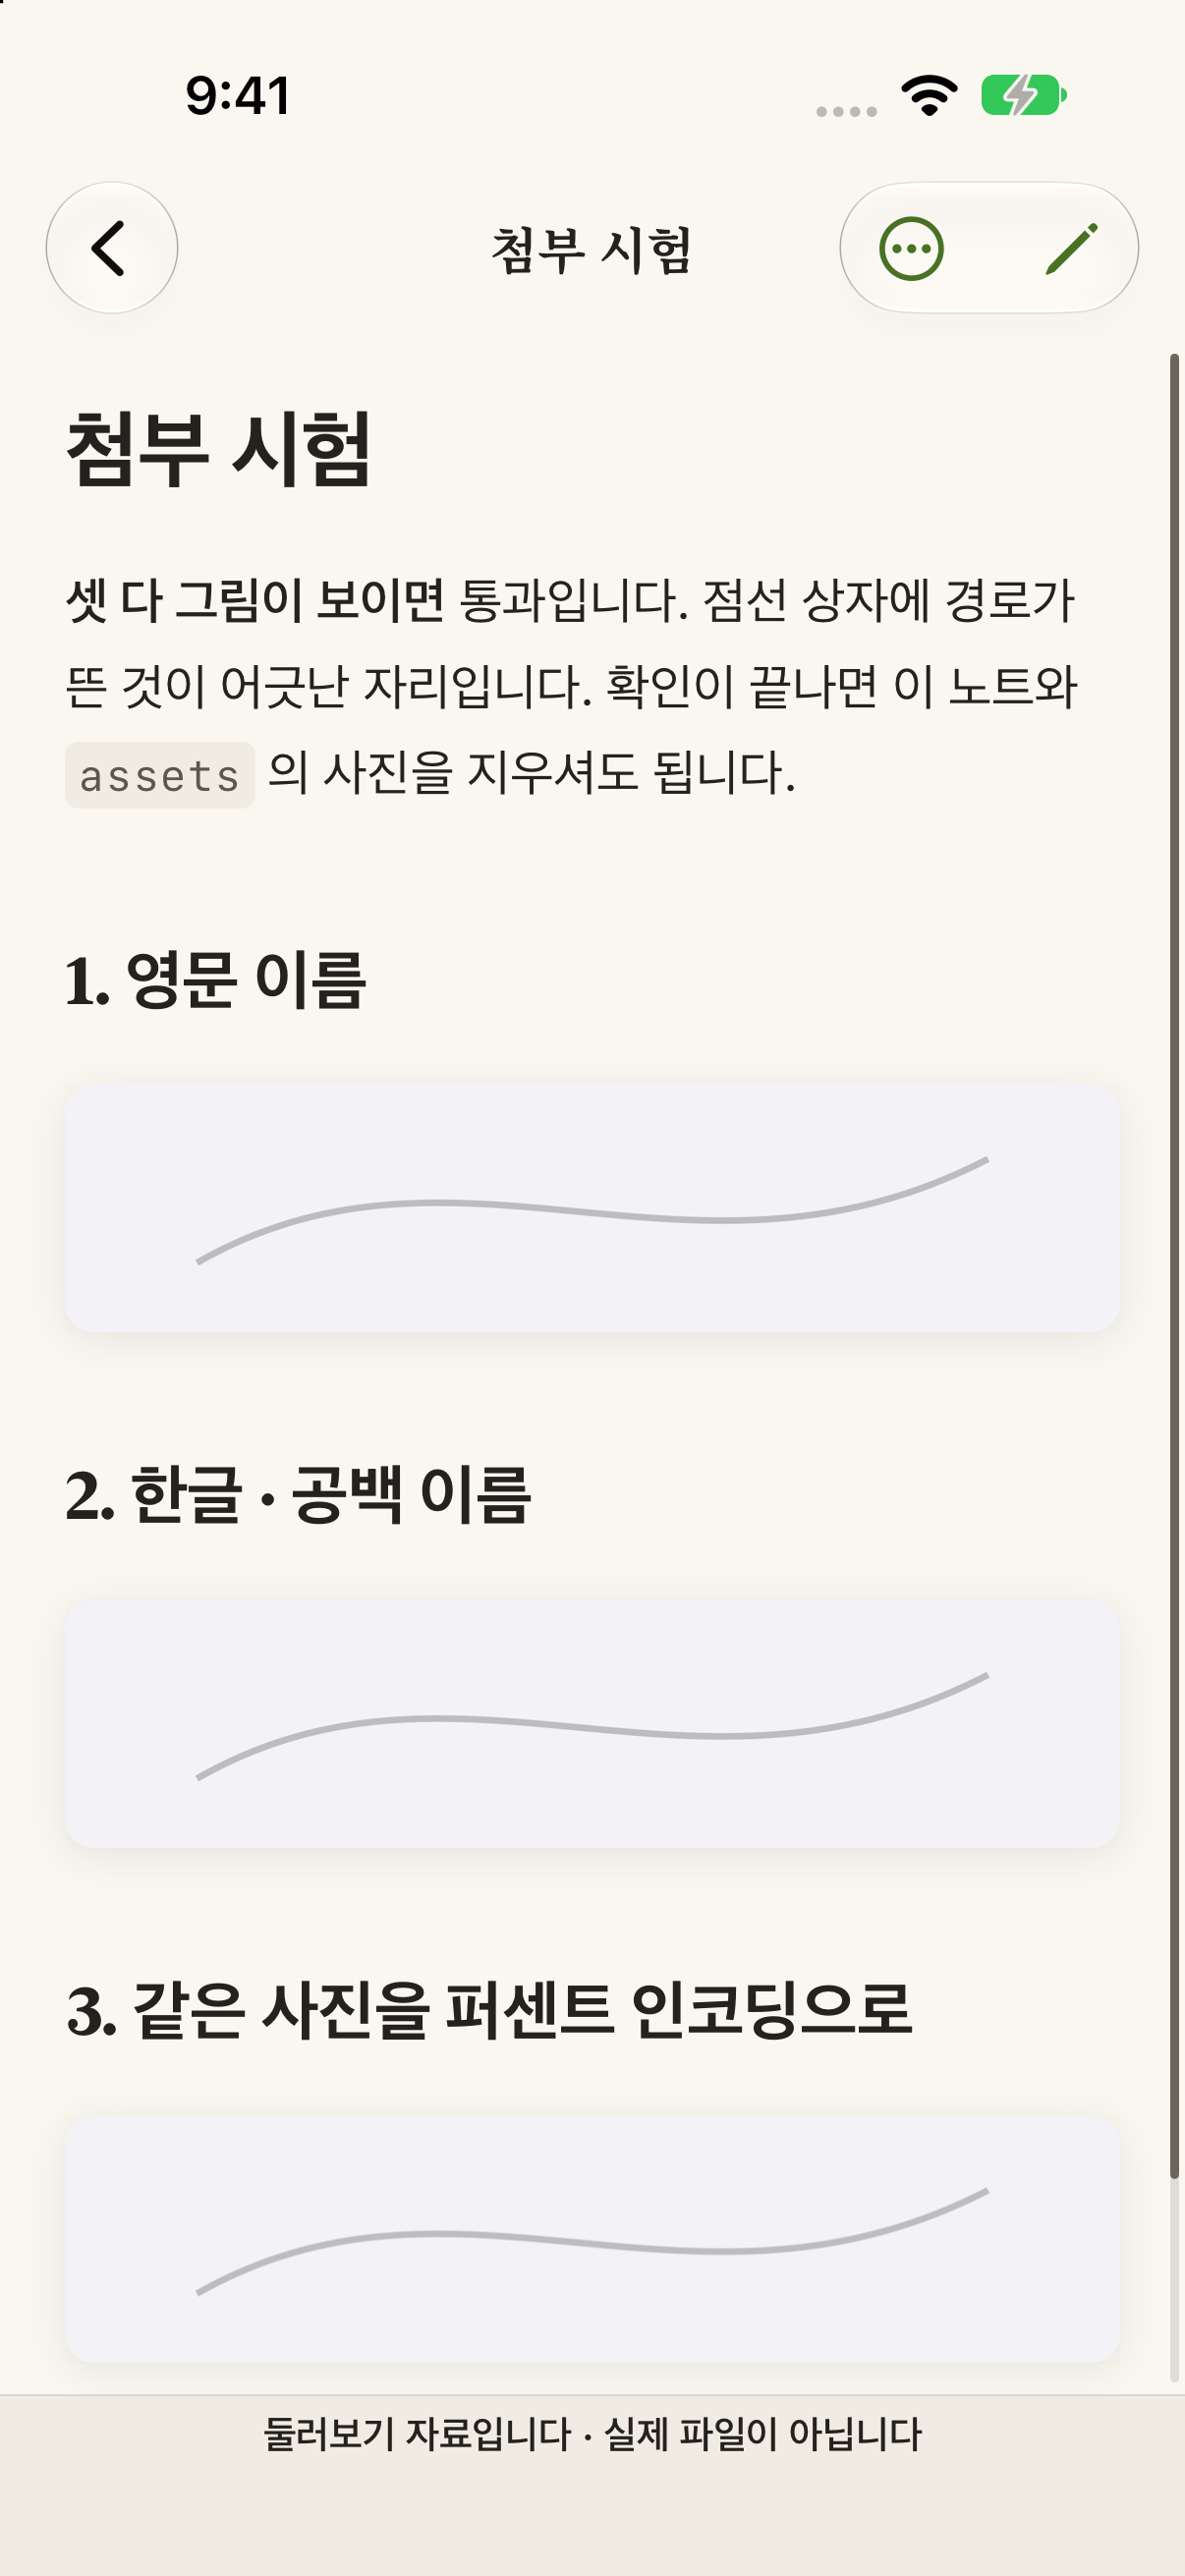 9:41
첨부 시험
첨부 시험
셋 다 그림이 보이면 통과입니다. 점선 상자에 경로가
뜬 것이 어긋난 자리입니다. 확인이 끝나면 이 노트와
assets 의 사진을 지우셔도 됩니다.
1. 영문 이름
2. 한글 · 공백 이름
3. 같은 사진을 퍼센트 인코딩으로
둘러보기 자료입니다 · 실제 파일이 아닙니다